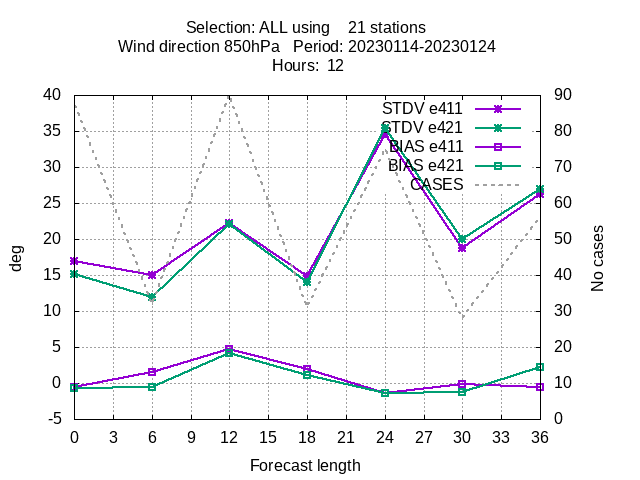 Selection: ALL using 21 stations
Wind direction 850hPa Period: 20230114-20230124
Hours: 12
STDV e411
STDV e421
BIAS e411
BIAS e421
CASES
40
35
30
25
20
15
10
5
0
-5
deg
90
80
70
60
50
40
30
20
10
0
No cases
0 3 6 9 12 15 18 21 24 27 30 33 36
Forecast length